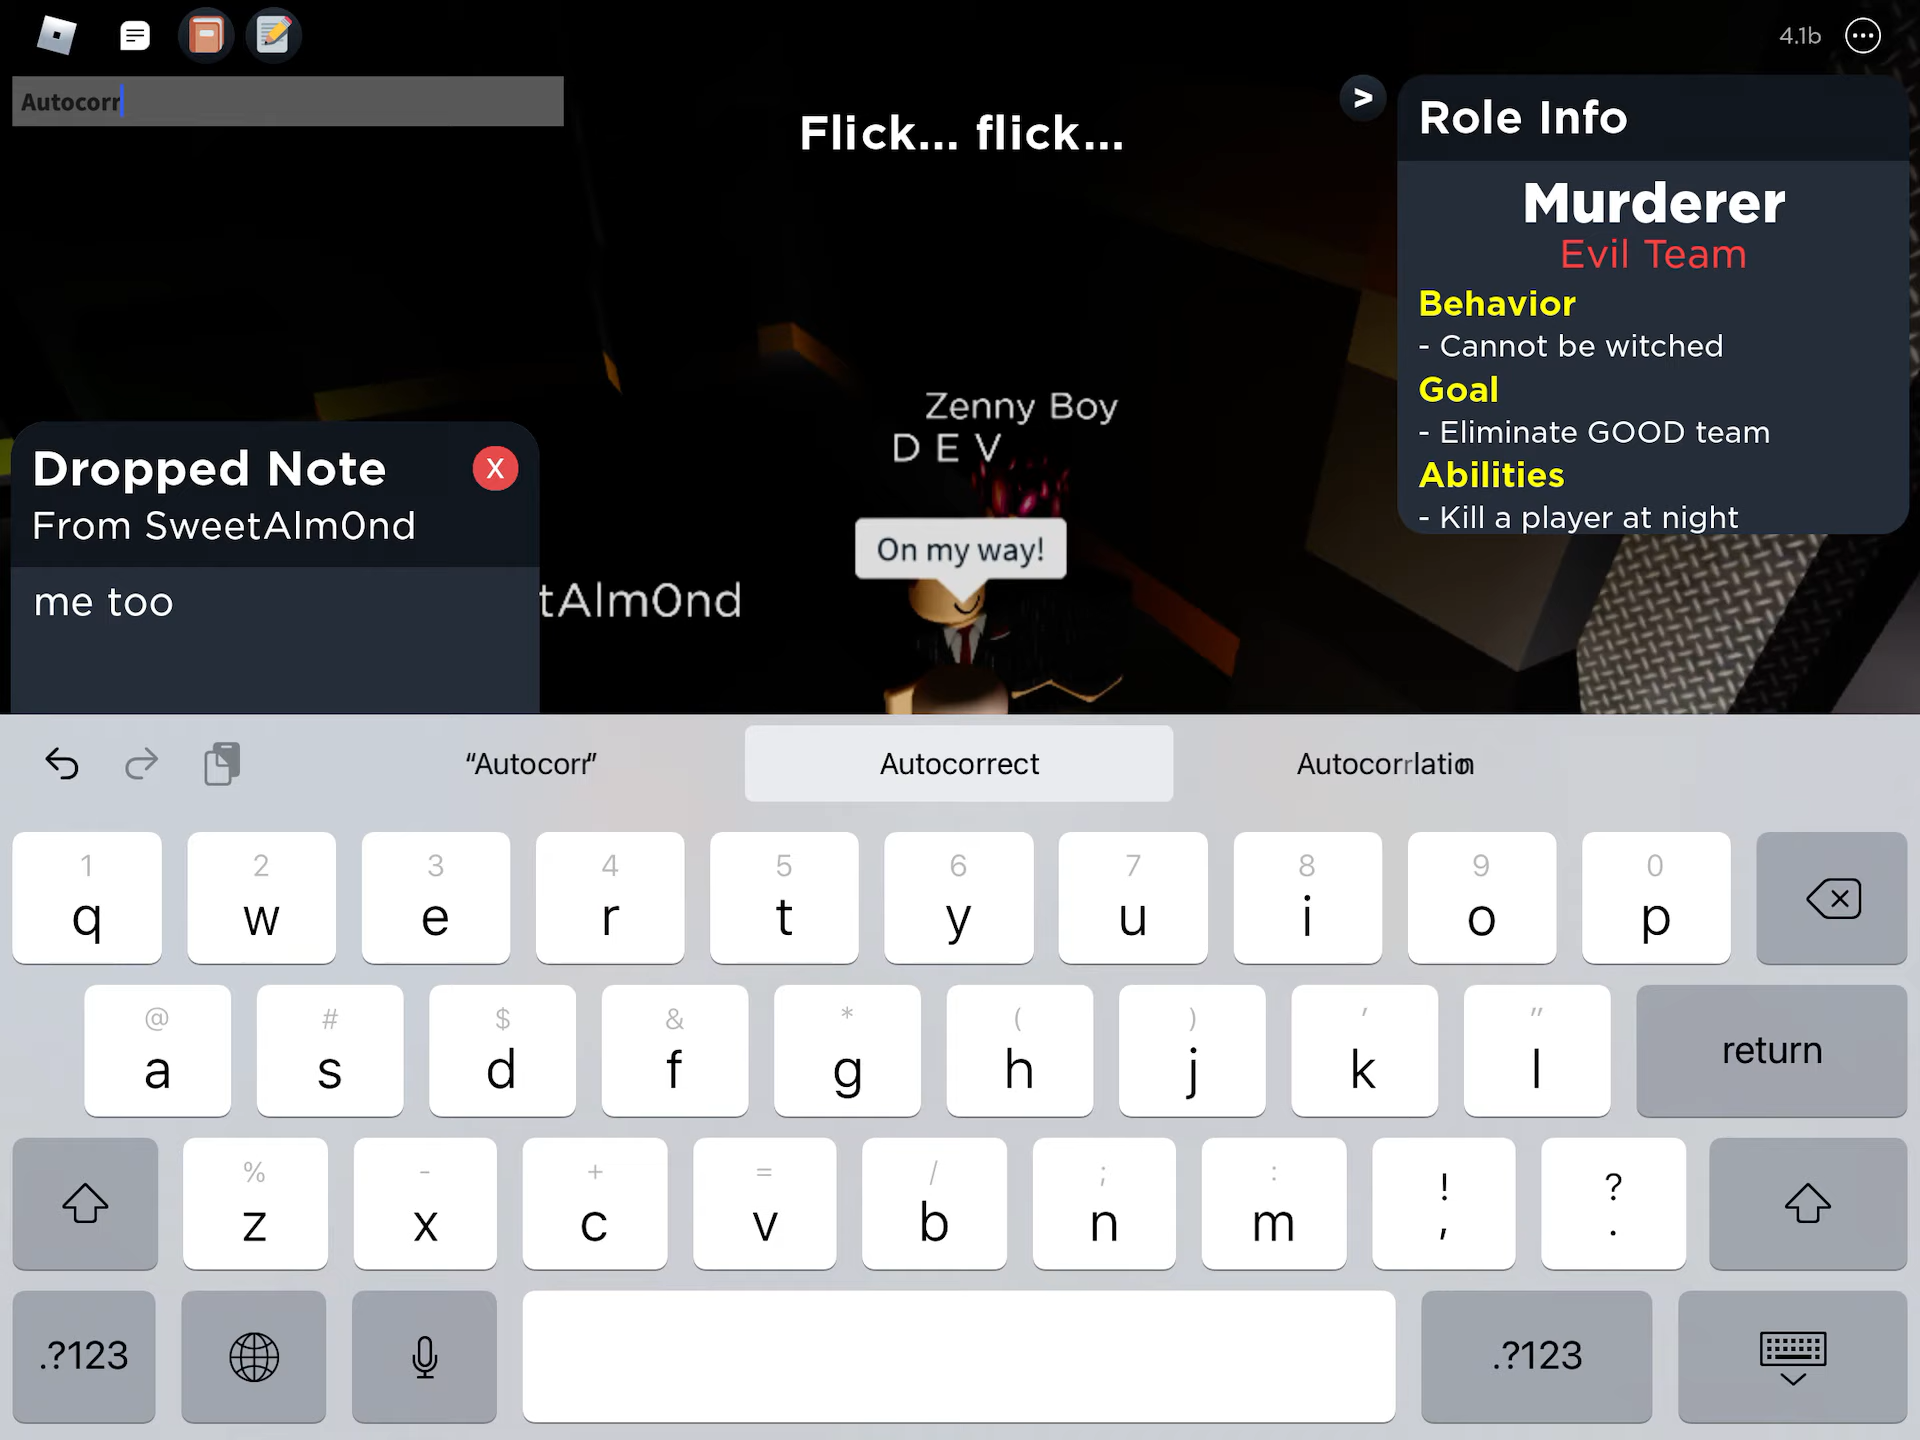 4.1b
Autocorr
Flick... flick...
>
Role Info
Murderer
Evil Team
Behavior
- Cannot be witched
Goal
- Eliminate GOOD team
Abilities
- Kill a player at night
Zenny Boy
D E V
On my way!
tAlm0nd
Dropped Note
X
From SweetAlm0nd
me too
“Autocorr”
Autocorrect
1 2 3 4 5 6 7 8 9 0
q w e r t y u i o p
@ # $ & * ( ) ' "
a s d f g h j k l return
% - + = / ; : ! ?
z x c v b n m , .
.?123 .?123